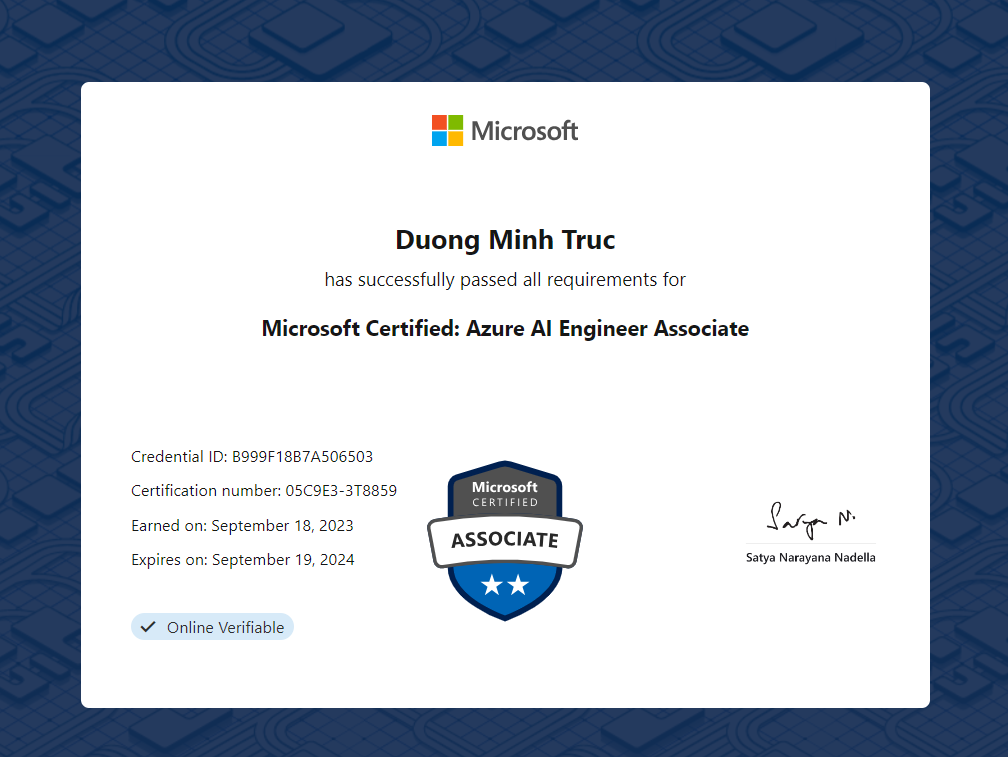 Microsoft
Duong Minh Truc
has successfully passed all requirements for
Microsoft Certified: Azure AI Engineer Associate
Credential ID: B999F18B7A506503
Certification number: 05C9E3-3T8859
Earned on: September 18, 2023
Expires on: September 19, 2024
Online Verifiable
Microsoft
CERTIFIED
ASSOCIATE
Satya N.
Satya Narayana Nadella